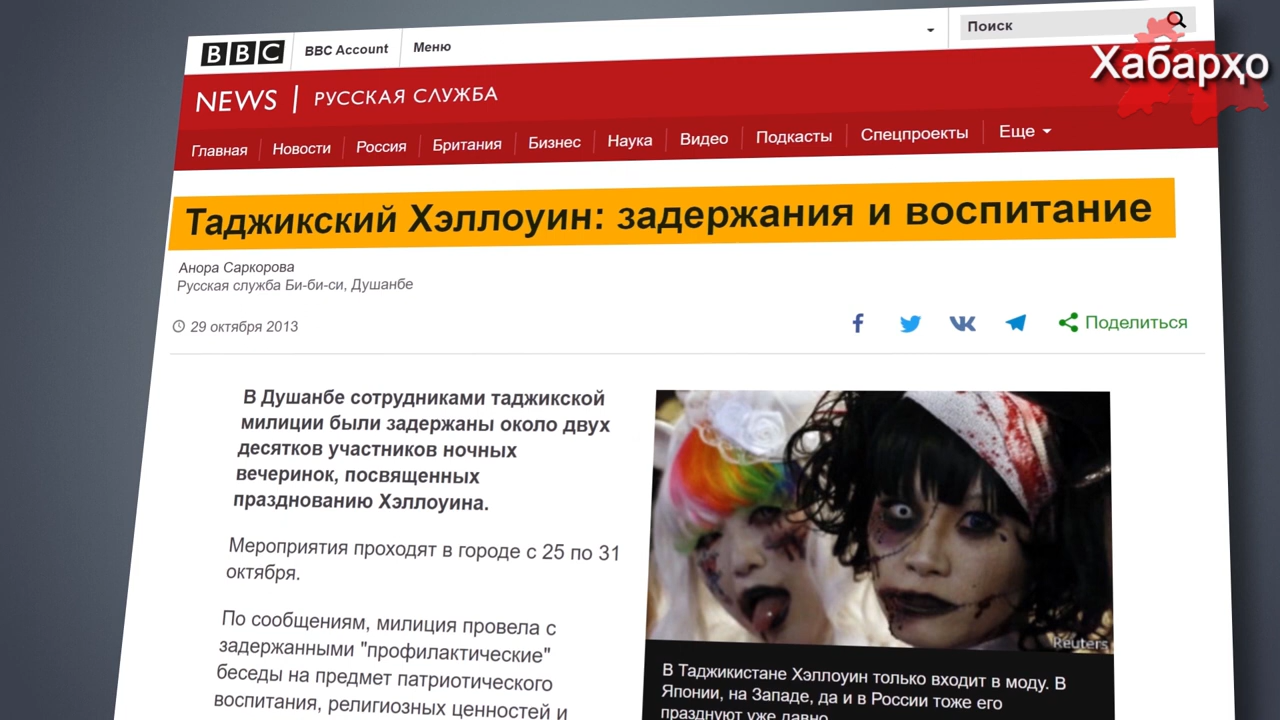 BBC
BBC Account
Меню
Поиск
Хабарҳо
NEWS | РУССКАЯ СЛУЖБА
Главная
Новости
Россия
Британия
Бизнес
Наука
Видео
Подкасты
Спецпроекты
Еще
Таджикский Хэллоуин: задержания и воспитание
Анора Саркорова
Русская служба Би-би-си, Душанбе
29 октября 2013
Поделиться
В Душанбе сотрудниками таджикской
милиции были задержаны около двух
десятков участников ночных
вечеринок, посвященных
празднованию Хэллоуина.
Мероприятия проходят в городе с 25 по 31
октября.
По сообщениям, милиция провела с
задержанными "профилактические"
беседы на предмет патриотического
воспитания, религиозных ценностей и
Reuters
В Таджикистане Хэллоуин только входит в моду. В
Японии, на Западе, да и в России тоже его
празднуют уже давно